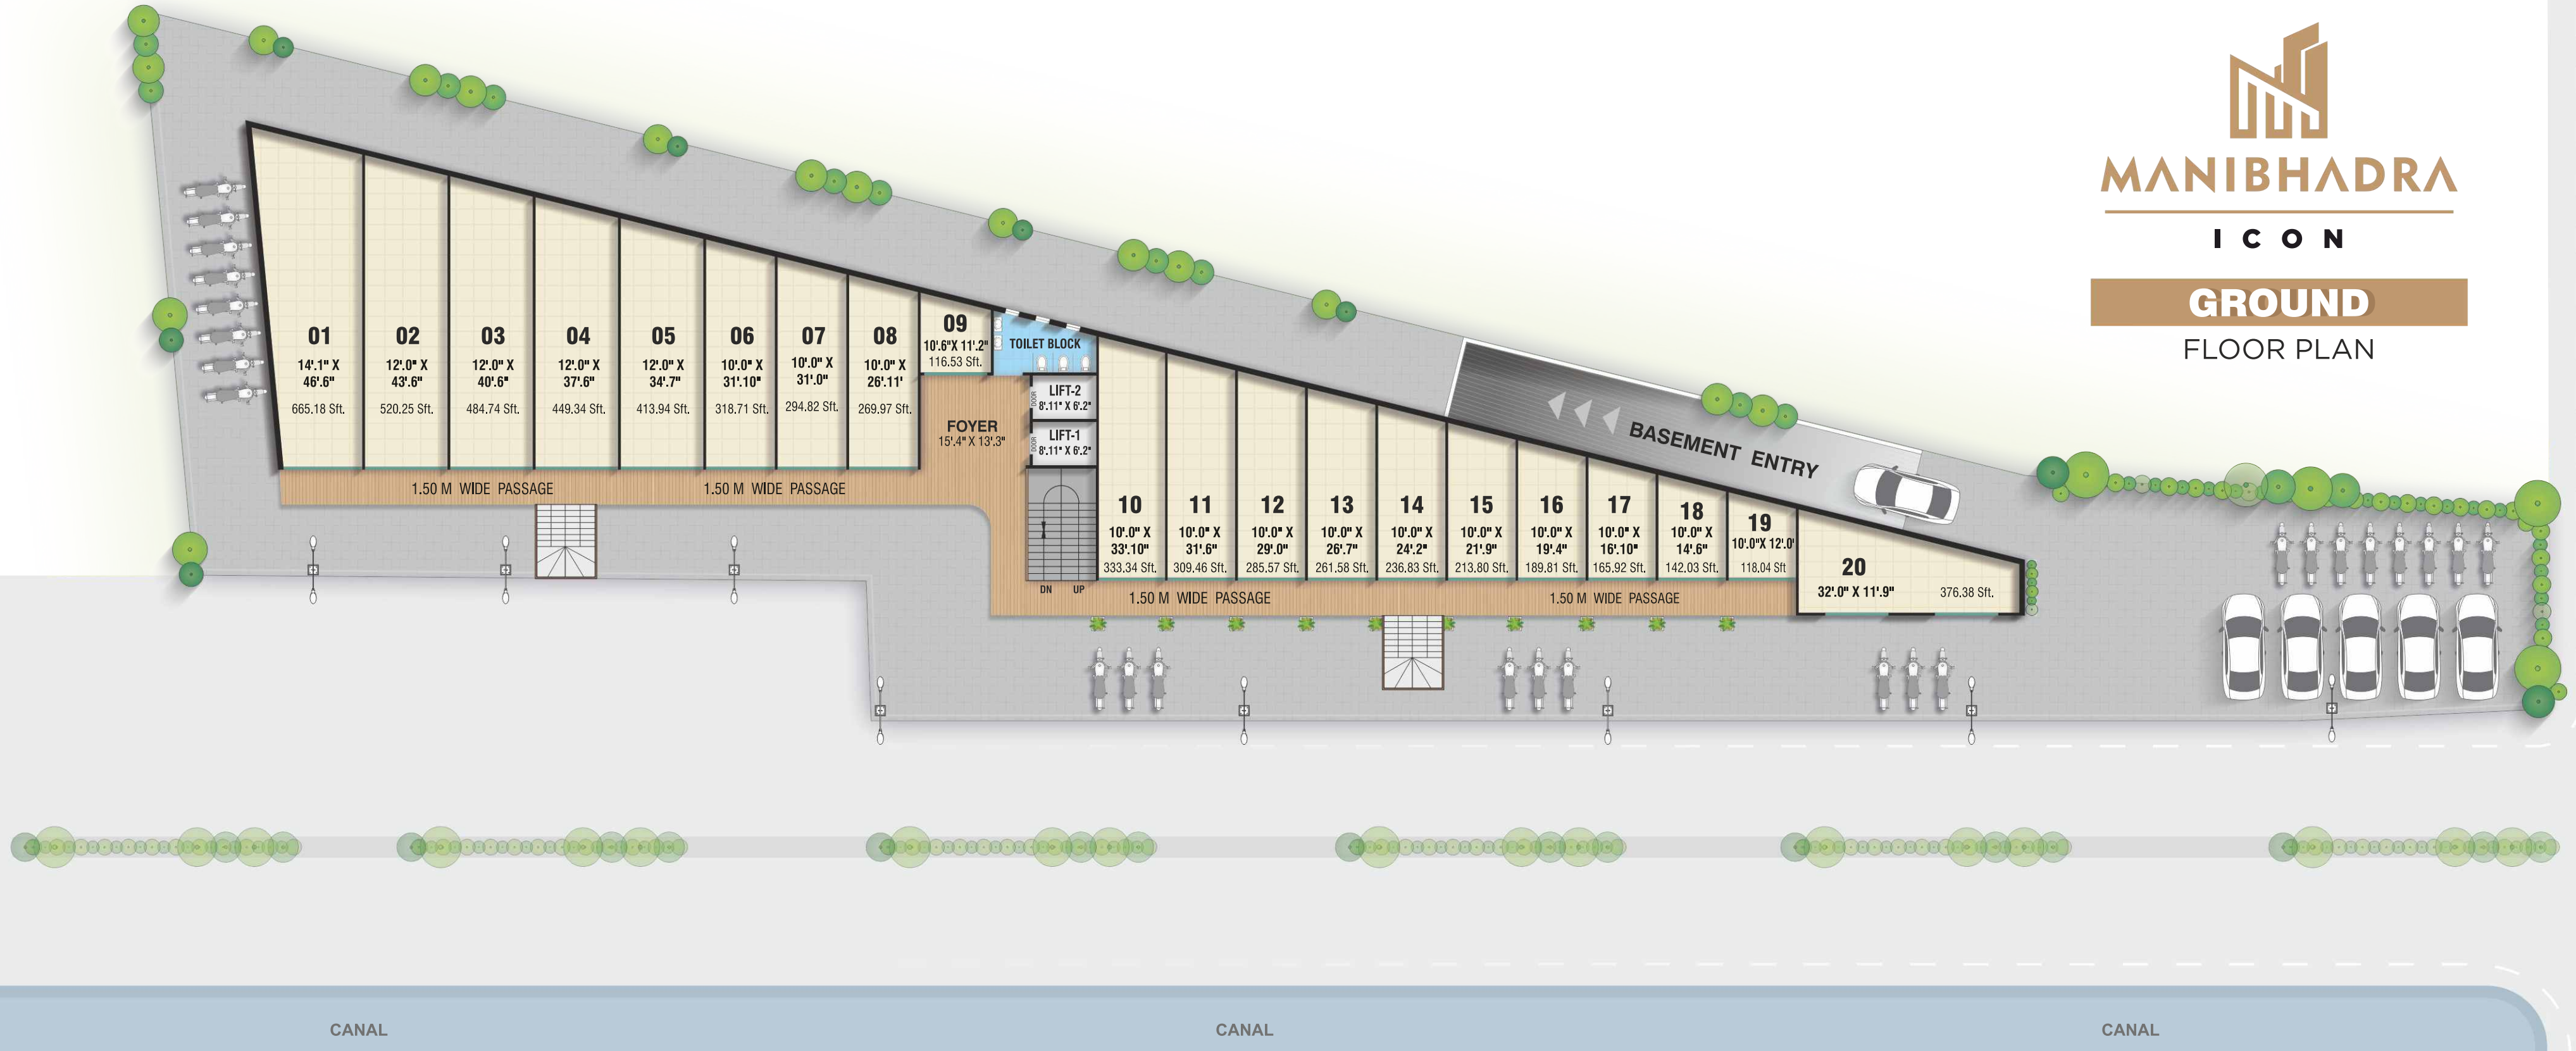 MANIBHADRA
ICON
GROUND
FLOOR PLAN
01
14'.1" X
46'.6"
665.18 Sft.
02
12'.0" X
43'.6"
520.25 Sft.
03
12'.0" X
40'.6"
484.74 Sft.
04
12'.0" X
37'.6"
449.34 Sft.
05
12'.0" X
34'.7"
413.94 Sft.
06
10'.0" X
31'.10"
318.71 Sft.
07
10'.0" X
31'.0"
294.82 Sft.
08
10'.0" X
26'.11'
269.97 Sft.
09
10'.6"X 11'.2"
116.53 Sft.
TOILET BLOCK
LIFT-2
8'.11" X 6'.2"
DOOR
LIFT-1
8'.11" X 6'.2"
DOOR
FOYER
15'.4" X 13'.3"
1.50 M WIDE PASSAGE
1.50 M WIDE PASSAGE
DN
UP
10
10'.0" X
33'.10"
333.34 Sft.
11
10'.0" X
31'.6"
309.46 Sft.
12
10'.0" X
29'.0"
285.57 Sft.
13
10'.0" X
26'.7"
261.58 Sft.
14
10'.0" X
24'.2"
236.83 Sft.
15
10'.0" X
21'.9"
213.80 Sft.
16
10'.0" X
19'.4"
189.81 Sft.
17
10'.0" X
16'.10"
165.92 Sft.
18
10'.0" X
14'.6"
142.03 Sft.
19
10'.0"X 12'.0'
118.04 Sft
20
32'.0" X 11'.9"
376.38 Sft.
BASEMENT ENTRY
1.50 M WIDE PASSAGE
1.50 M WIDE PASSAGE
CANAL
CANAL
CANAL